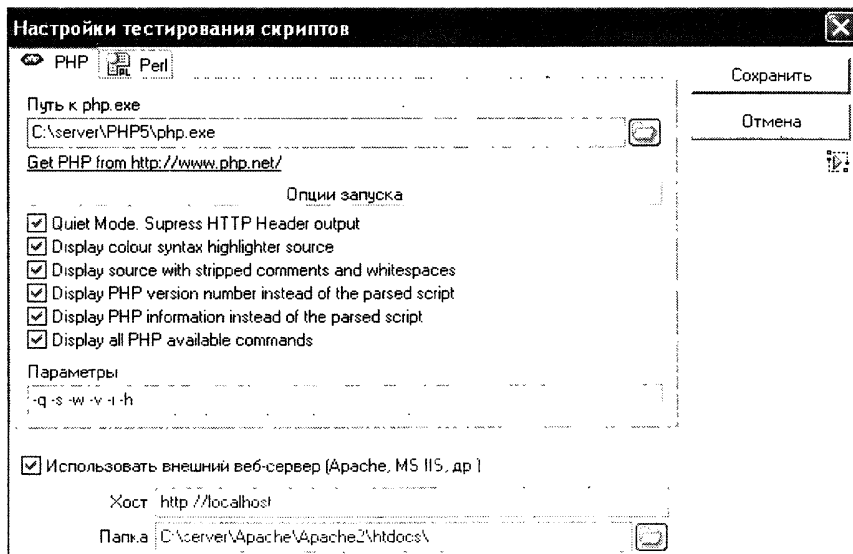 Настройки тестирования скриптов
PHP Perl
Сохранить
Путь к php.exe
C:\server\PHP5\php.exe
Отмена
Get PHP from http://www.php.net/
Опции запуска
Quiet Mode. Supress HTTP Header output
Display colour syntax highlighter source
Display source with stripped comments and whitespaces
Display PHP version number instead of the parsed script
Display PHP information instead of the parsed script
Display all PHP available commands
Параметры
-q -s -w -v -i -h
Использовать внешний веб-сервер (Apache, MS IIS, др.)
Хост http://localhost
Папка C:\server\Apache\Apache2\htdocs\